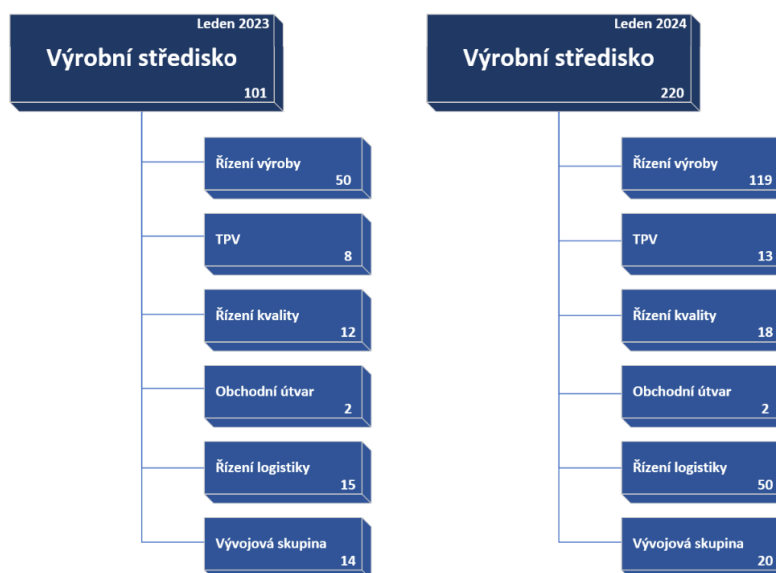 Leden 2023
Výrobní středisko
101
Řízení výroby
50
TPV
8
Řízení kvality
12
Obchodní útvar
2
Řízení logistiky
15
Vývojová skupina
14
Leden 2024
Výrobní středisko
220
Řízení výroby
119
TPV
13
Řízení kvality
18
Obchodní útvar
2
Řízení logistiky
50
Vývojová skupina
20